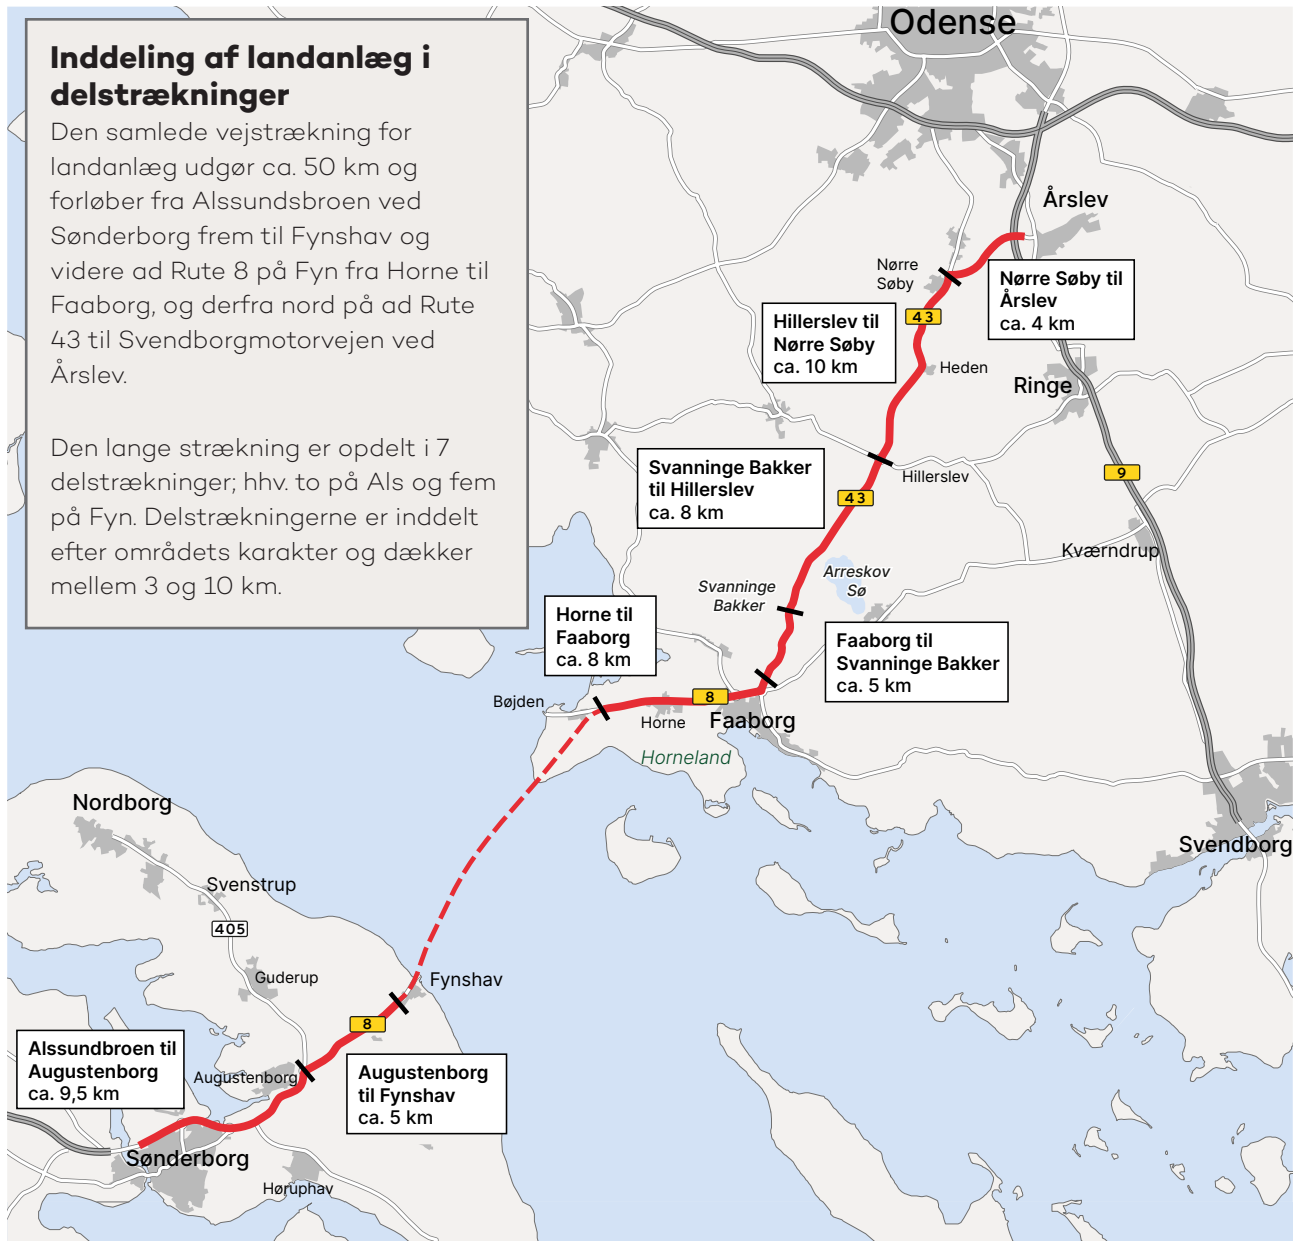 Inddeling af landanlæg i
delstrækninger
Den samlede vejstrækning for
landanlæg udgør ca. 50 km og
forløber fra Alssundsbroen ved
Sønderborg frem til Fynshav og
videre ad Rute 8 på Fyn fra Horne til
Faaborg, og derfra nord på ad Rute
43 til Svendborgmotorvejen ved
Årslev.
Den lange strækning er opdelt i 7
delstrækninger; hhv. to på Als og fem
på Fyn. Delstrækningerne er inddelt
efter områdets karakter og dækker
mellem 3 og 10 km.
Odense
Årslev
Nørre
Søby
Nørre Søby til
Årslev
ca. 4 km
43
Hillerslev til
Nørre Søby
ca. 10 km
Heden
Ringe
Svanninge Bakker
til Hillerslev
ca. 8 km
Hillerslev
9
43
Kværndrup
Arreskov
Sø
Svanninge
Bakker
Horne til
Faaborg
ca. 8 km
Faaborg til
Svanninge Bakker
ca. 5 km
Bøjden
8
Horne
Faaborg
Horneland
Nordborg
Svendborg
Svenstrup
405
Guderup
Fynshav
8
Alssundbroen til
Augustenborg
ca. 9,5 km
Augustenborg
Augustenborg
til Fynshav
ca. 5 km
Sønderborg
Høruphav